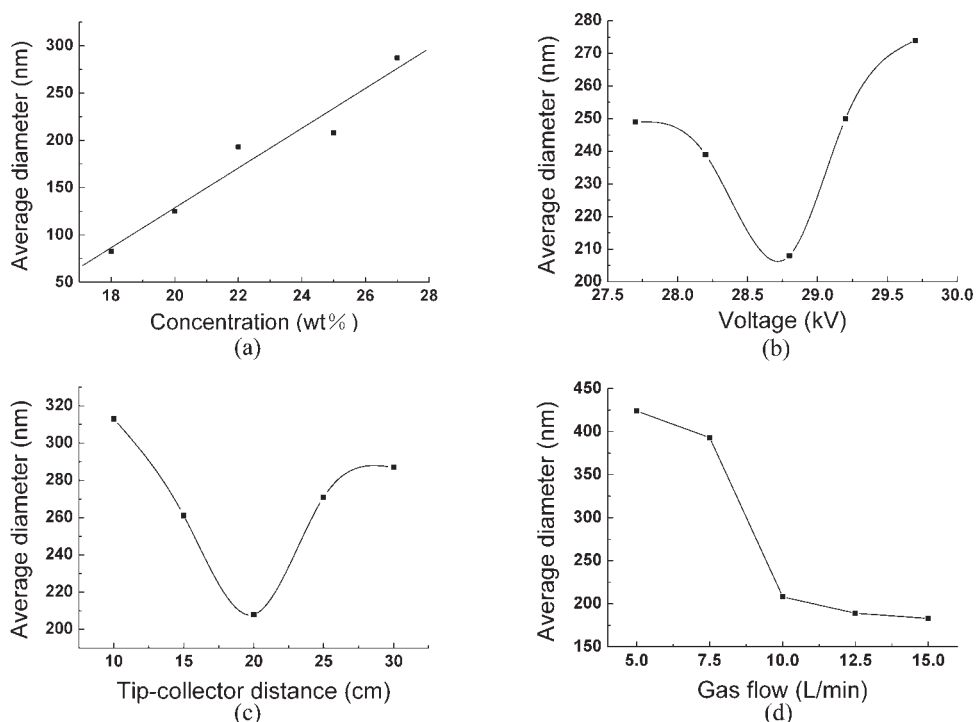 Average diameter (nm)
300
250
200
150
100
50
18 20 22 24 26 28
Concentration (wt%)
(a)
Average diameter (nm)
280
270
260
250
240
230
220
210
200
27.5 28.0 28.5 29.0 29.5 30.0
Voltage (kV)
(b)
Average diameter (nm)
320
300
280
260
240
220
200
10 15 20 25 30
Tip-collector distance (cm)
(c)
Average diameter (nm)
450
400
350
300
250
200
150
5.0 7.5 10.0 12.5 15.0
Gas flow (L/min)
(d)